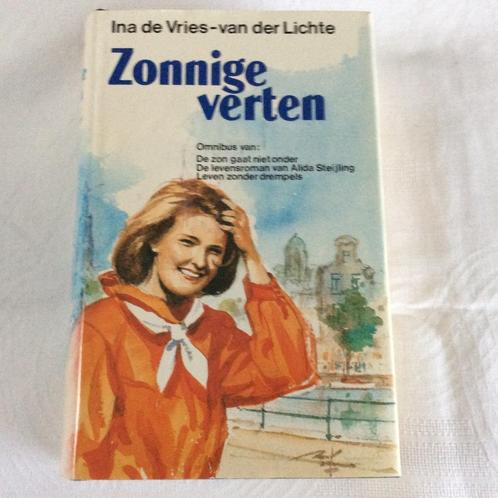 Ina de Vries-van der Lichte
Zonnige
verten
Omnibus van:
De zon gaat niet onder
De levensroman van Alida Steijling
Leven zonder drempels